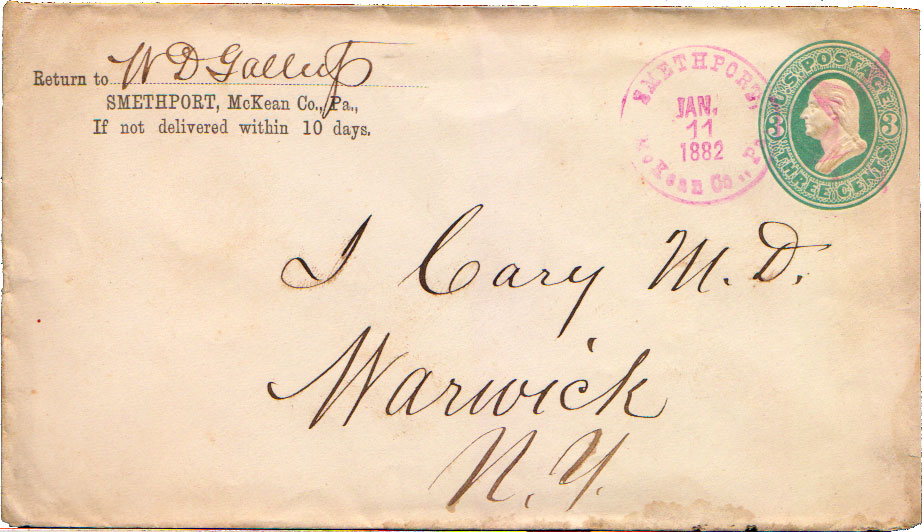 Return to W D Gallup
SMETHPORT, McKean Co., Pa.,
If not delivered within 10 days.
SMETHPORT
JAN.
11
1882
McKean Co., Pa.
U.S. POSTAGE
3 3
THREE CENTS
J Cary M.D.
Warwick
N.Y.